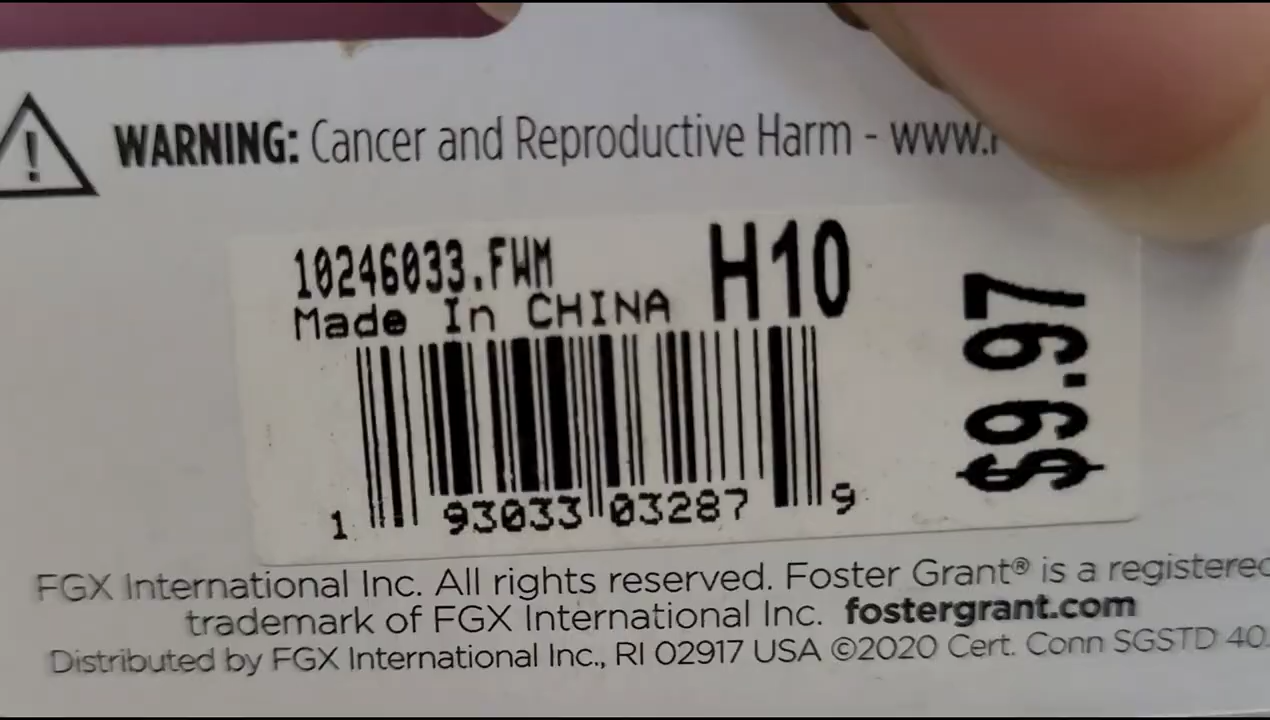 WARNING: Cancer and Reproductive Harm - www.
10246033.FWM
H10
Made In CHINA
$9.97
1 93033 03287 9
FGX International Inc. All rights reserved. Foster Grant® is a registered
trademark of FGX International Inc. fostergrant.com
Distributed by FGX International Inc., RI 02917 USA ©2020 Cert. Conn SGSTD 40